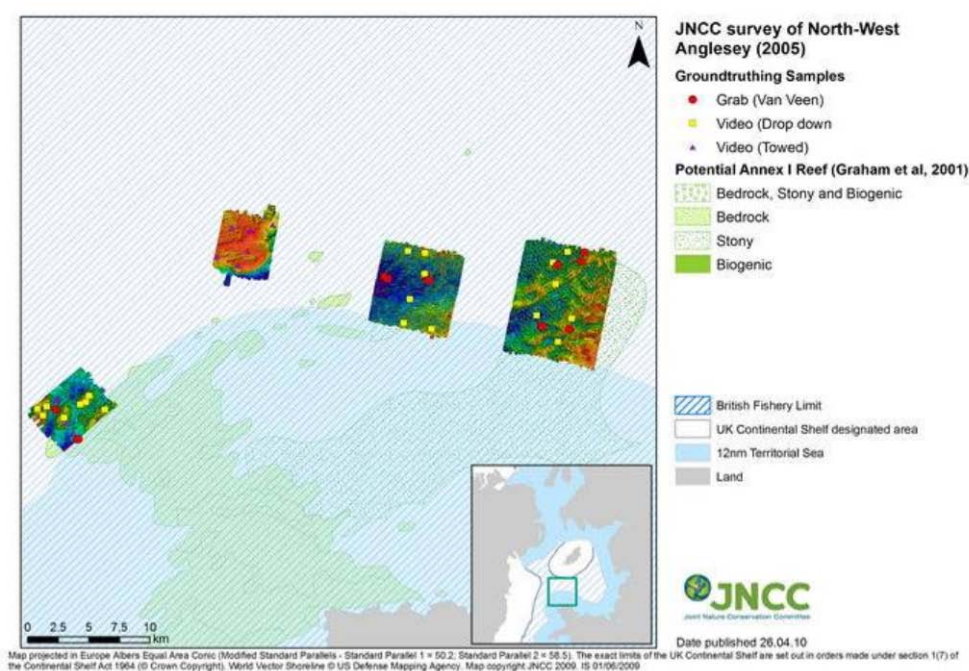 N
JNCC survey of North-West
Anglesey (2005)
Groundtruthing Samples
Grab (Van Veen)
Video (Drop down
Video (Towed)
Potential Annex I Reef (Graham et al, 2001)
Bedrock, Stony and Biogenic
Bedrock
Stony
Biogenic
British Fishery Limit
UK Continental Shelf designated area
12nm Territorial Sea
Land
0 2.5 5 7.5 10
km
JNCC
Joint Nature Conservation Committee
Date published 26.04.10
Map projected in Europe Albers Equal Area Conic (Modified Standard Parallels - Standard Parallel 1 = 50.2; Standard Parallel 2 = 58.5). The exact limits of the UK Continental Shelf are set out in orders made under section 1(7) of
the Continental Shelf Act 1964 (© Crown Copyright). World Vector Shoreline © US Defense Mapping Agency. Map copyright JNCC 2009. IS 01/06/2009